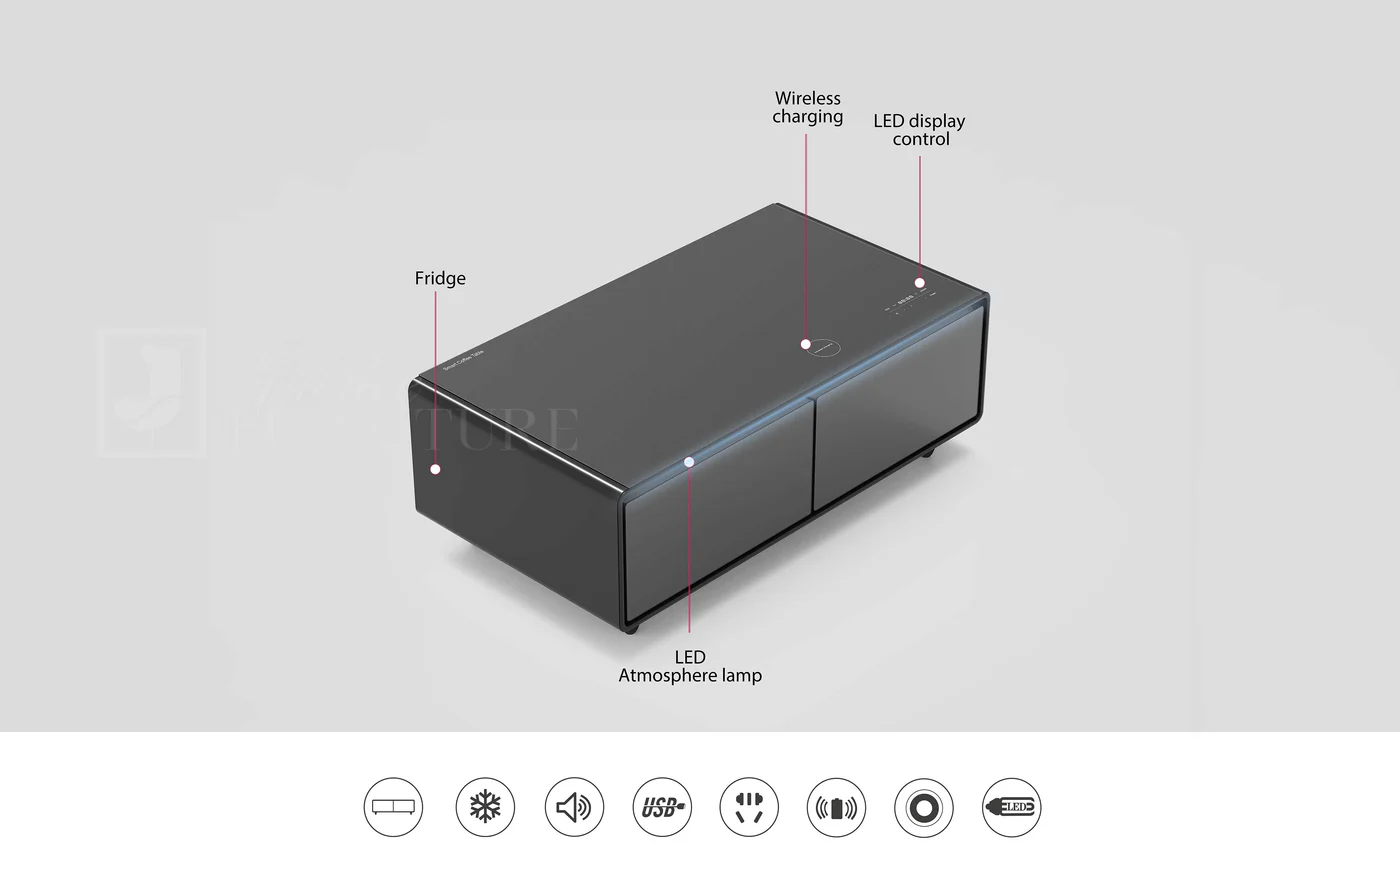 Wireless
charging
LED display
control
Fridge
Smart Coffee Table
TURE
LED
Atmosphere lamp
USB
LED